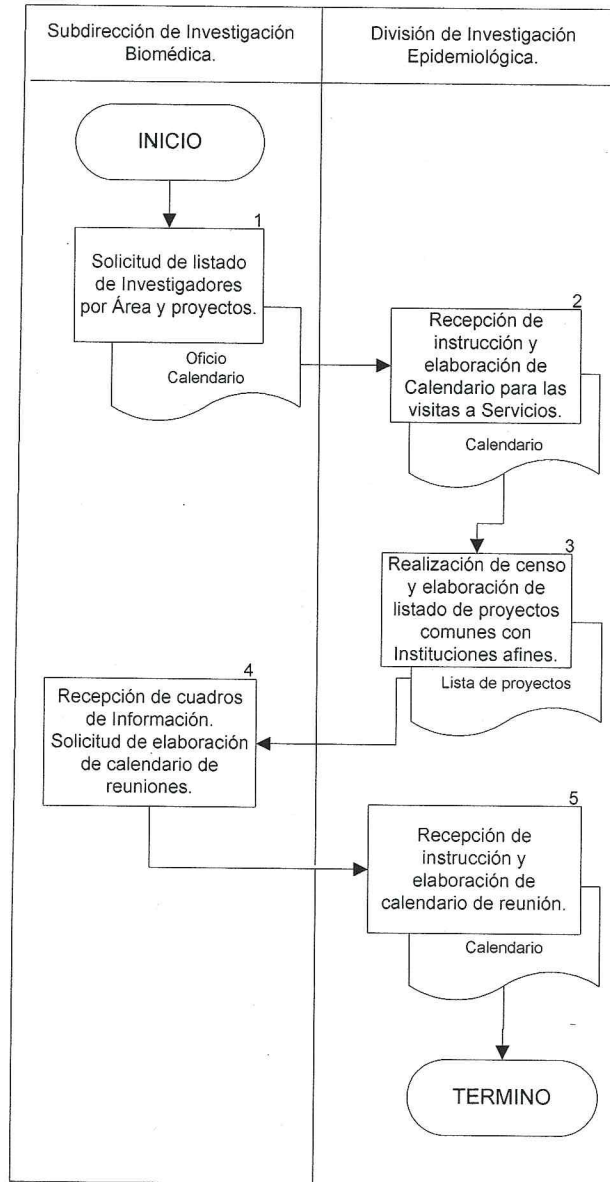 Subdirección de Investigación
Biomédica.
División de Investigación
Epidemiológica.
INICIO
1
Solicitud de listado
de Investigadores
por Área y proyectos.
Oficio
Calendario
2
Recepción de
instrucción y
elaboración de
Calendario para las
visitas a Servicios.
Calendario
3
Realización de censo
y elaboración de
listado de proyectos
comunes con
Instituciones afines.
Lista de proyectos
4
Recepción de cuadros
de Información.
Solicitud de elaboración
de calendario de
reuniones.
5
Recepción de
instrucción y
elaboración de
calendario de reunión.
Calendario
TERMINO